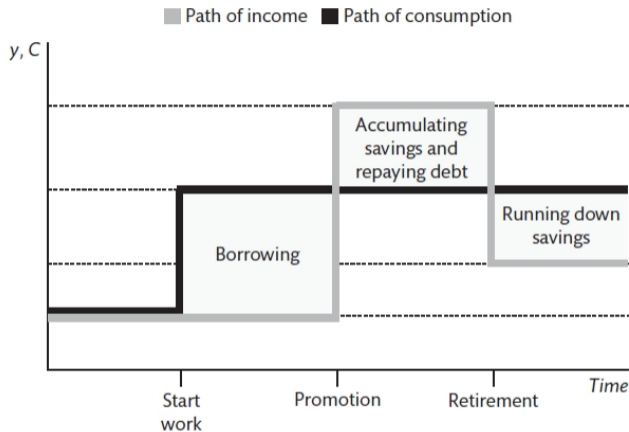 Path of income Path of consumption
y, C
Accumulating
savings and
repaying debt
Running down
savings
Borrowing
Time
Start
work
Promotion
Retirement